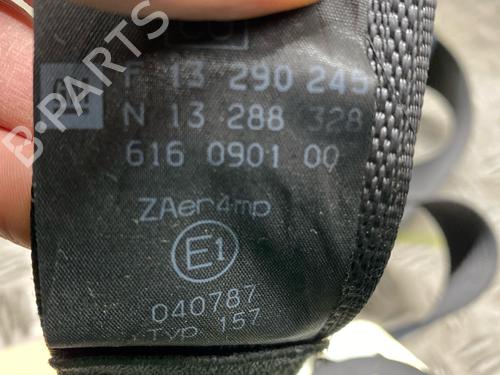 F 13 290 245
N 13 288 328
616 0901 00
ZAer4mp
E1
040787
Typ 157
B-PARTS